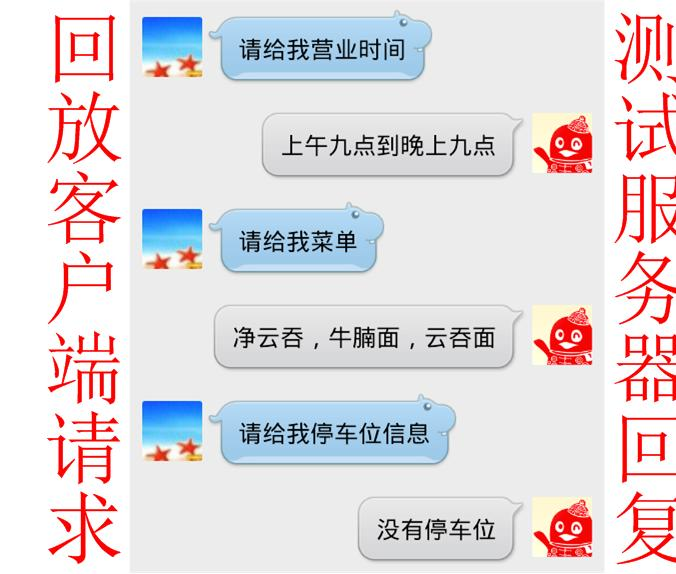 回放客户端请求
请给我营业时间
上午九点到晚上九点
请给我菜单
净云吞，牛腩面，云吞面
请给我停车位信息
没有停车位
测试服务器回复